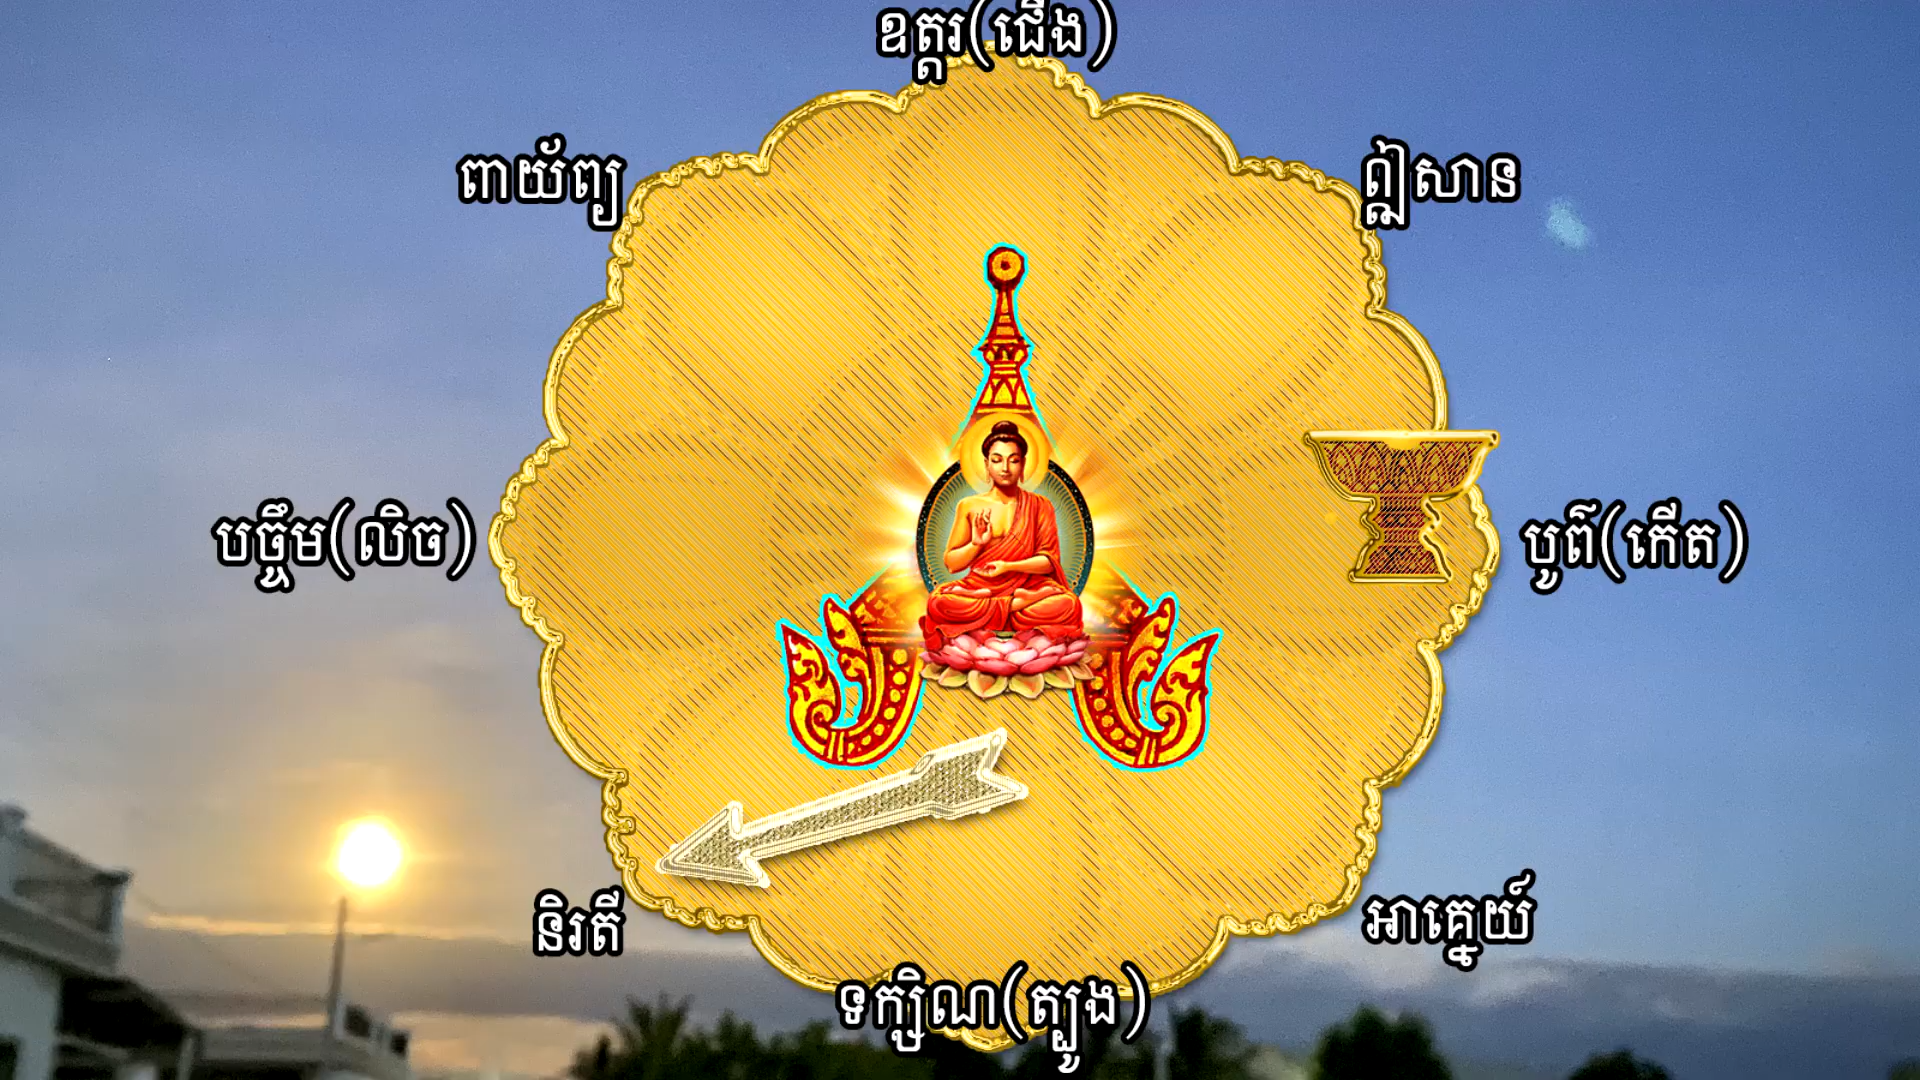 ឧត្តរ(ជើង)
ពាយ័ព្យ
ឦសាន
បច្ចឹម(លិច)
បូព៌(កើត)
និរតី
អាគ្នេយ៍
ទក្សិណ(ត្បូង)